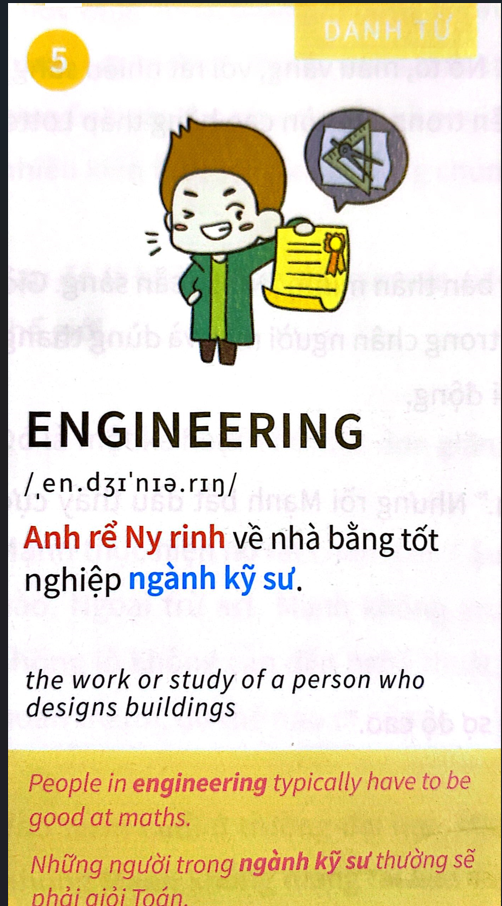 DANH TỪ
5
ENGINEERING
/ˌen.dʒɪˈnɪə.rɪŋ/
Anh rể Ny rinh về nhà bằng tốt
nghiệp ngành kỹ sư.
the work or study of a person who
designs buildings
People in engineering typically have to be
good at maths.
Những người trong ngành kỹ sư thường sẽ
phải giỏi Toán.